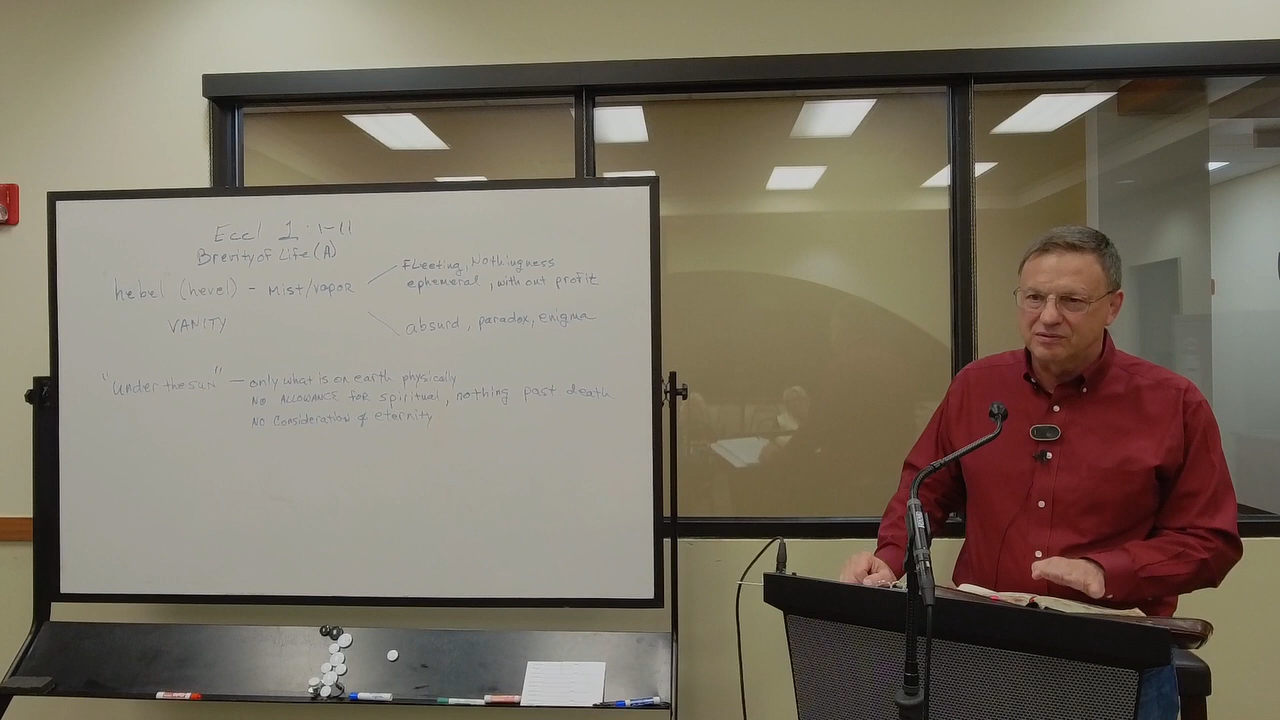 Eccl 1:1-11
Brevity of Life (A)
hebel (hevel) - Mist/vapor
Fleeting, Nothingness
ephemeral, without profit
VANITY
absurd, paradox, enigma
"Under the sun" — only what is on earth physically
NO ALLOWANCE FOR spiritual, nothing past death
NO Consideration of eternity